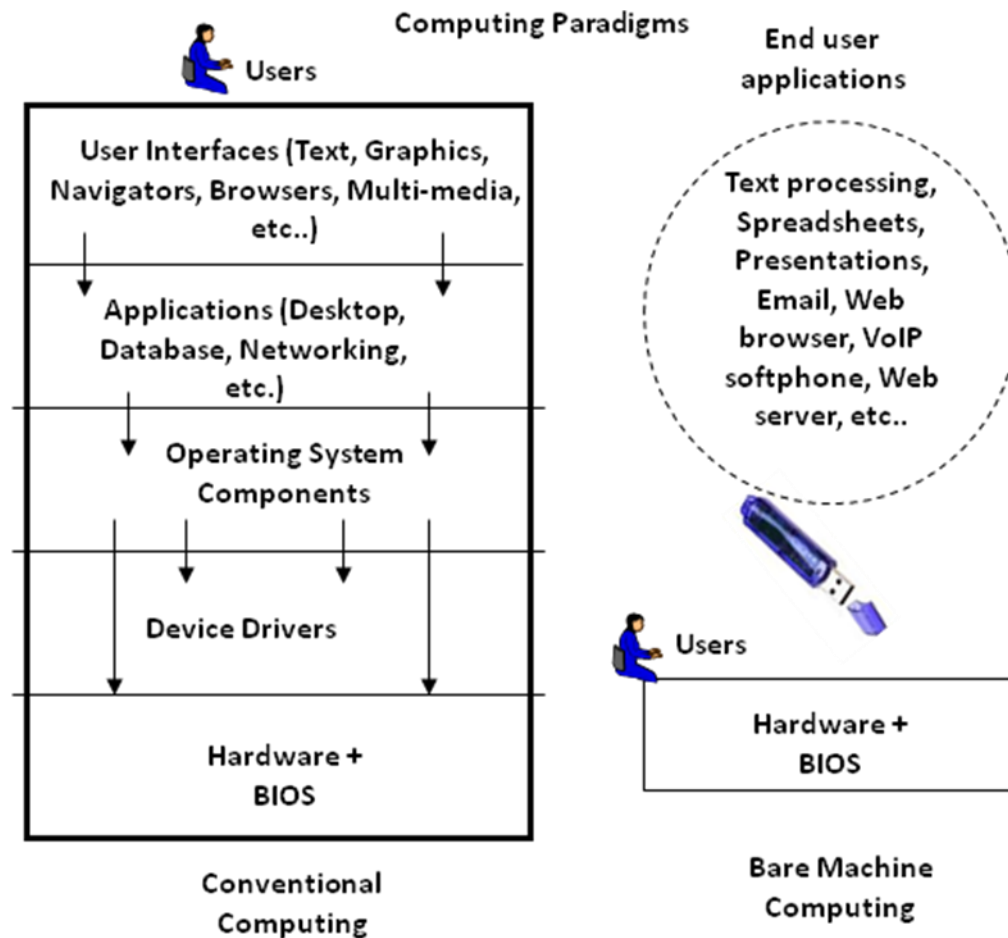 Computing Paradigms
Users
User Interfaces (Text, Graphics,
Navigators, Browsers, Multi-media,
etc..)
Applications (Desktop,
Database, Networking,
etc.)
Operating System
Components
Device Drivers
Hardware +
BIOS
Conventional
Computing
End user
applications
Text processing,
Spreadsheets,
Presentations,
Email, Web
browser, VoIP
softphone, Web
server, etc..
Users
Hardware +
BIOS
Bare Machine
Computing